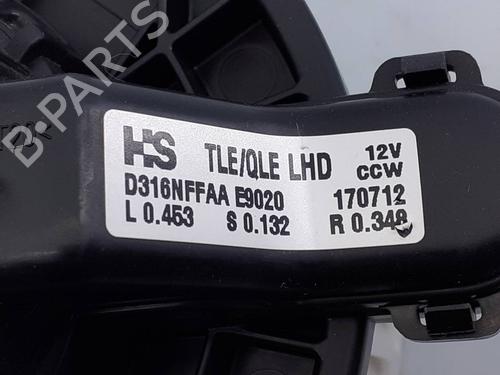 B-PARTS
HS TLE/QLE LHD 12V CCW
D316NFFAA E9020 170712
L 0.453 S 0.132 R 0.348